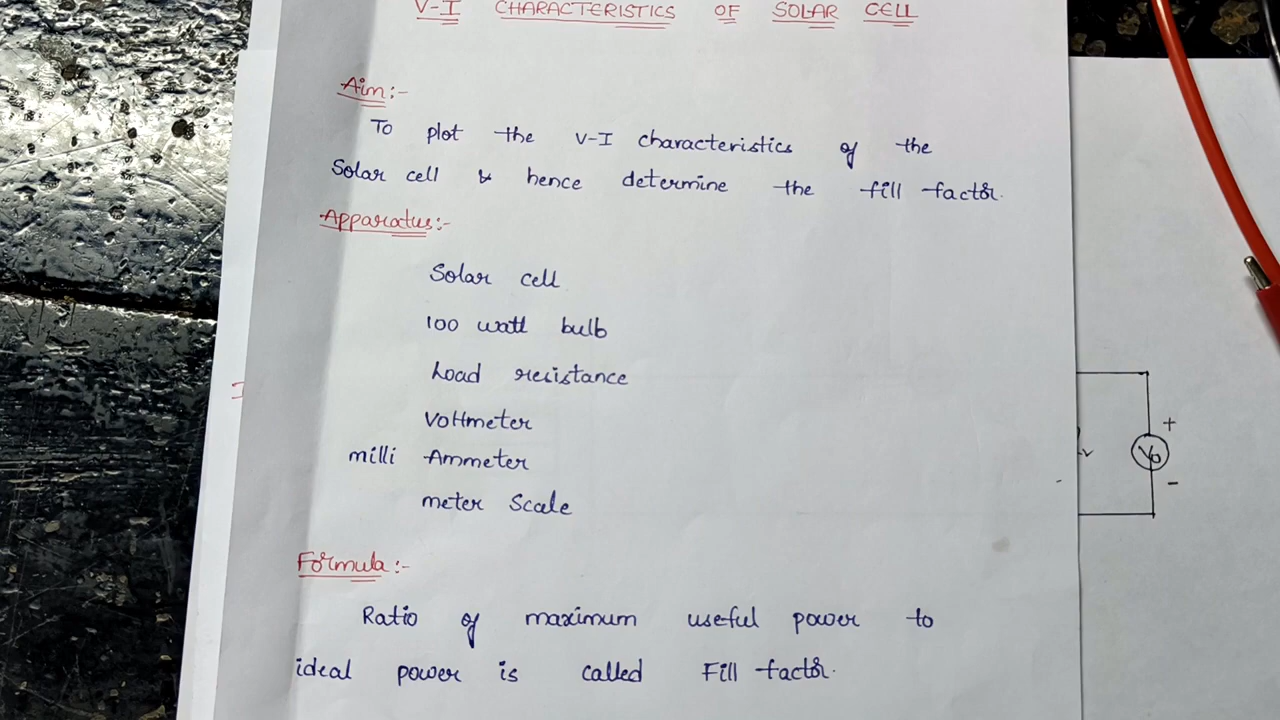 V-I CHARACTERISTICS OF SOLAR CELL
Aim:-
To plot the V-I characteristics of the
Solar cell & hence determine the fill factor.
Apparatus:-
Solar cell
100 watt bulb
Load resistance
Voltmeter
milli Ammeter
meter Scale
Formula:-
Ratio of maximum useful power to
ideal power is called Fill factor.
+
V0
-